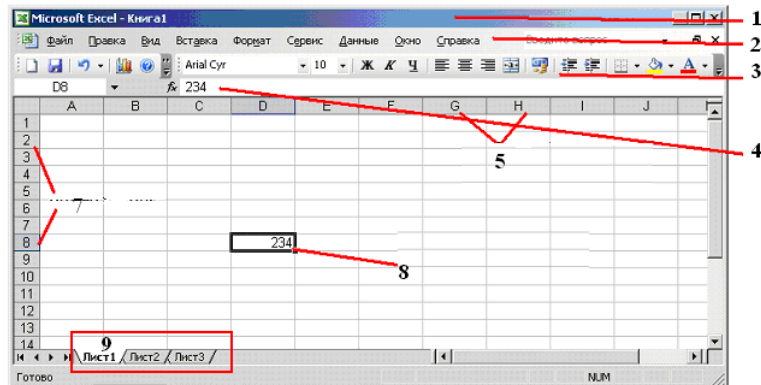 Microsoft Excel - Книга1 1
Файл Правка Вид Вставка Формат Сервис Данные Окно Справка Введите вопрос 2
Arial Cyr 10 Ж К Ч 3
D8 fx 234
A B C D E F G H I J
1
2
3 4
4 5
5
6 7
7
8 234
9 8
10
11
12
13 9
14
Лист1 Лист2 Лист3
Готово NUM